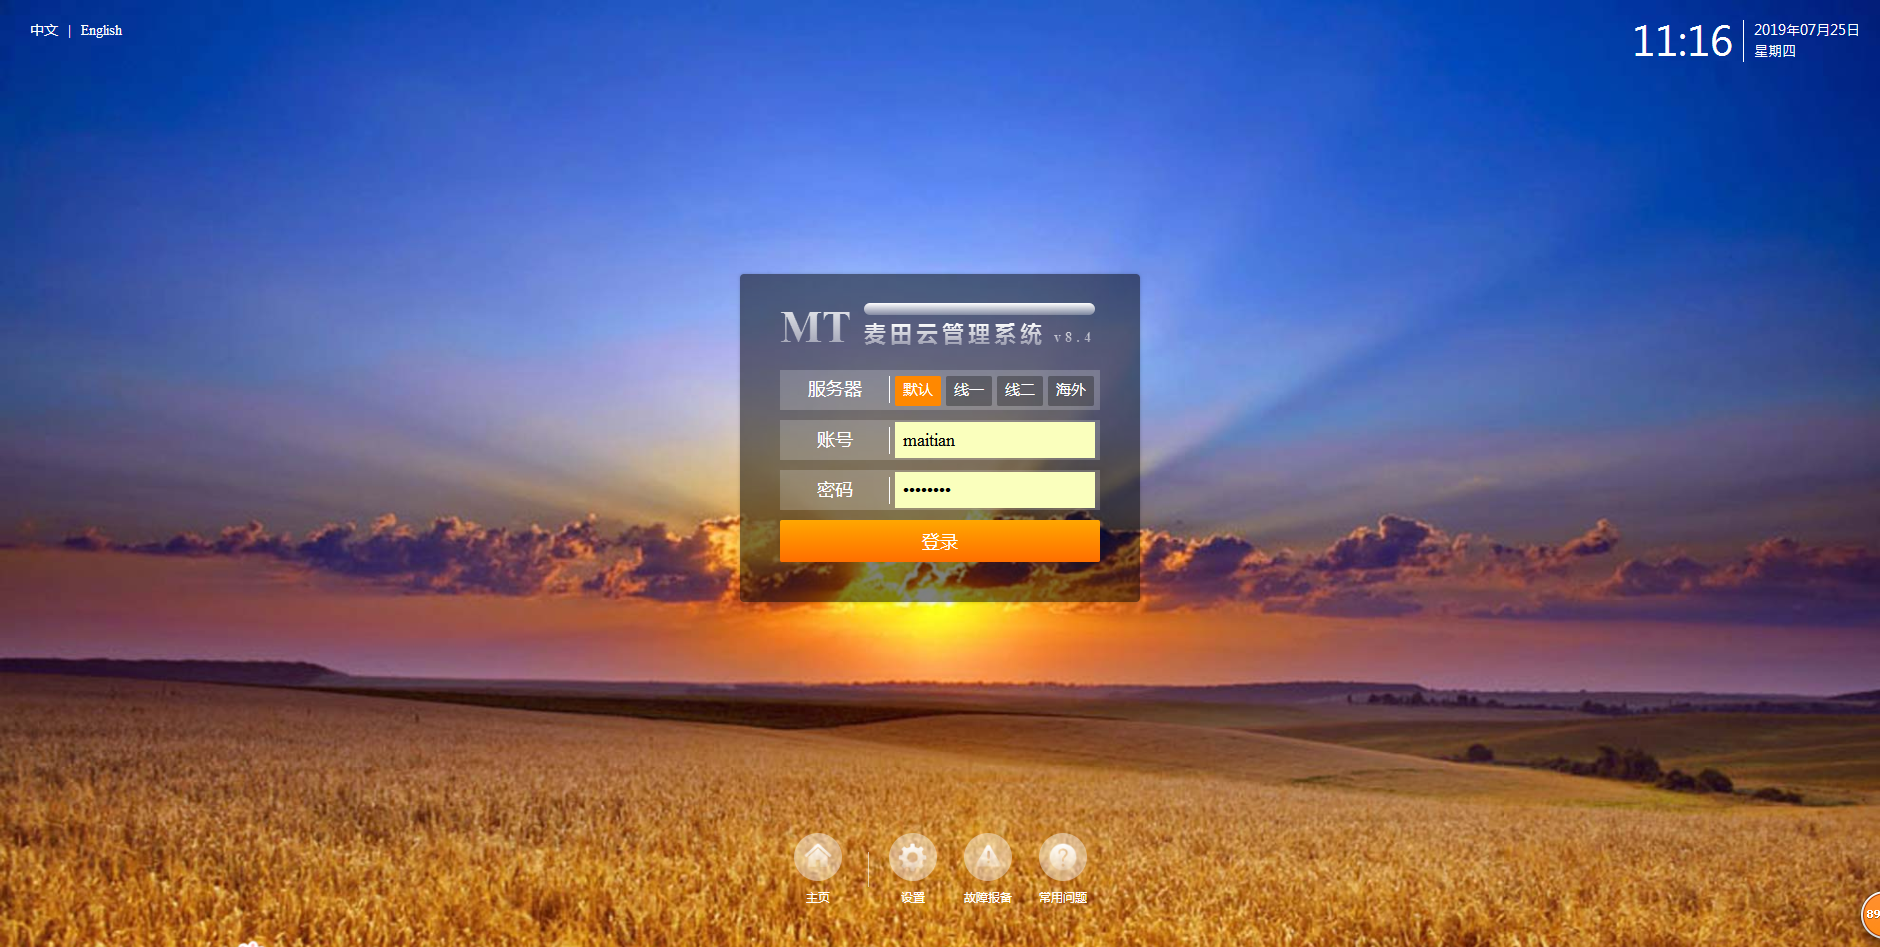 中文 | English
11:16
2019年07月25日
星期四
MT 麦田云管理系统 v8.4
服务器 默认 线一 线二 海外
账号 maitian
密码 ••••••••
登录
主页 设置 故障报备 常用问题
89